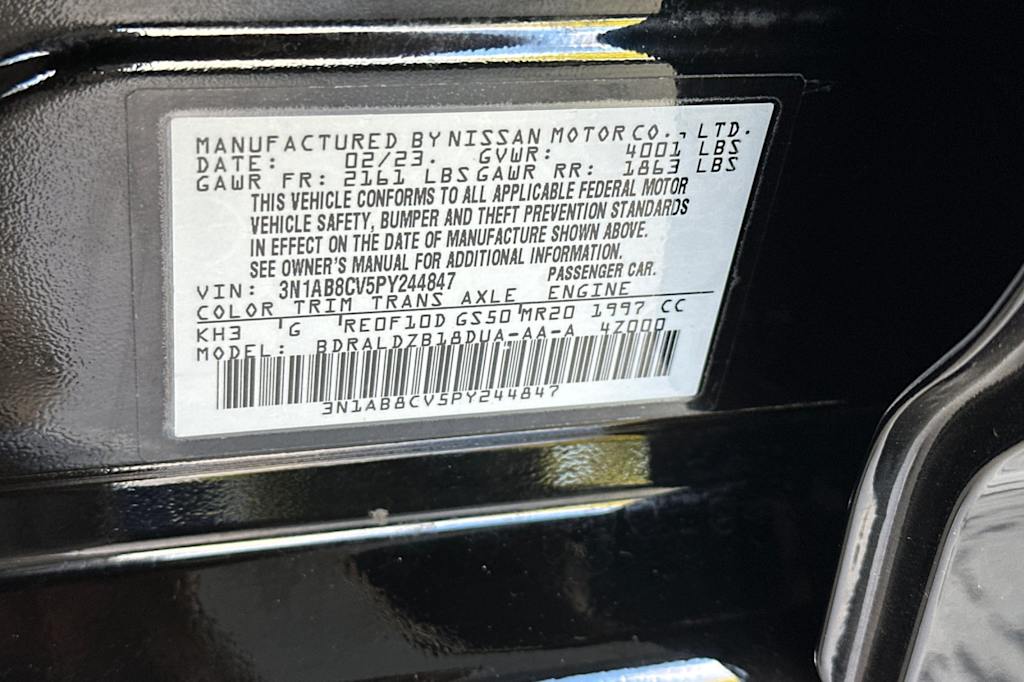 MANUFACTURED BY NISSAN MOTOR CO., LTD.
DATE: 02/23. GVWR: 4001 LBS
GAWR FR: 2161 LBS GAWR RR: 1863 LBS
THIS VEHICLE CONFORMS TO ALL APPLICABLE FEDERAL MOTOR
VEHICLE SAFETY, BUMPER AND THEFT PREVENTION STANDARDS
IN EFFECT ON THE DATE OF MANUFACTURE SHOWN ABOVE.
SEE OWNER'S MANUAL FOR ADDITIONAL INFORMATION.
VIN: 3N1AB8CV5PY244847 PASSENGER CAR.
COLOR TRIM TRANS AXLE ENGINE
KH3 'G 'RE0F10D GS50 'MR20 1997 CC
MODEL: BDRALDZB18DUA-AA-A 4Z000
3N1AB8CV5PY244847